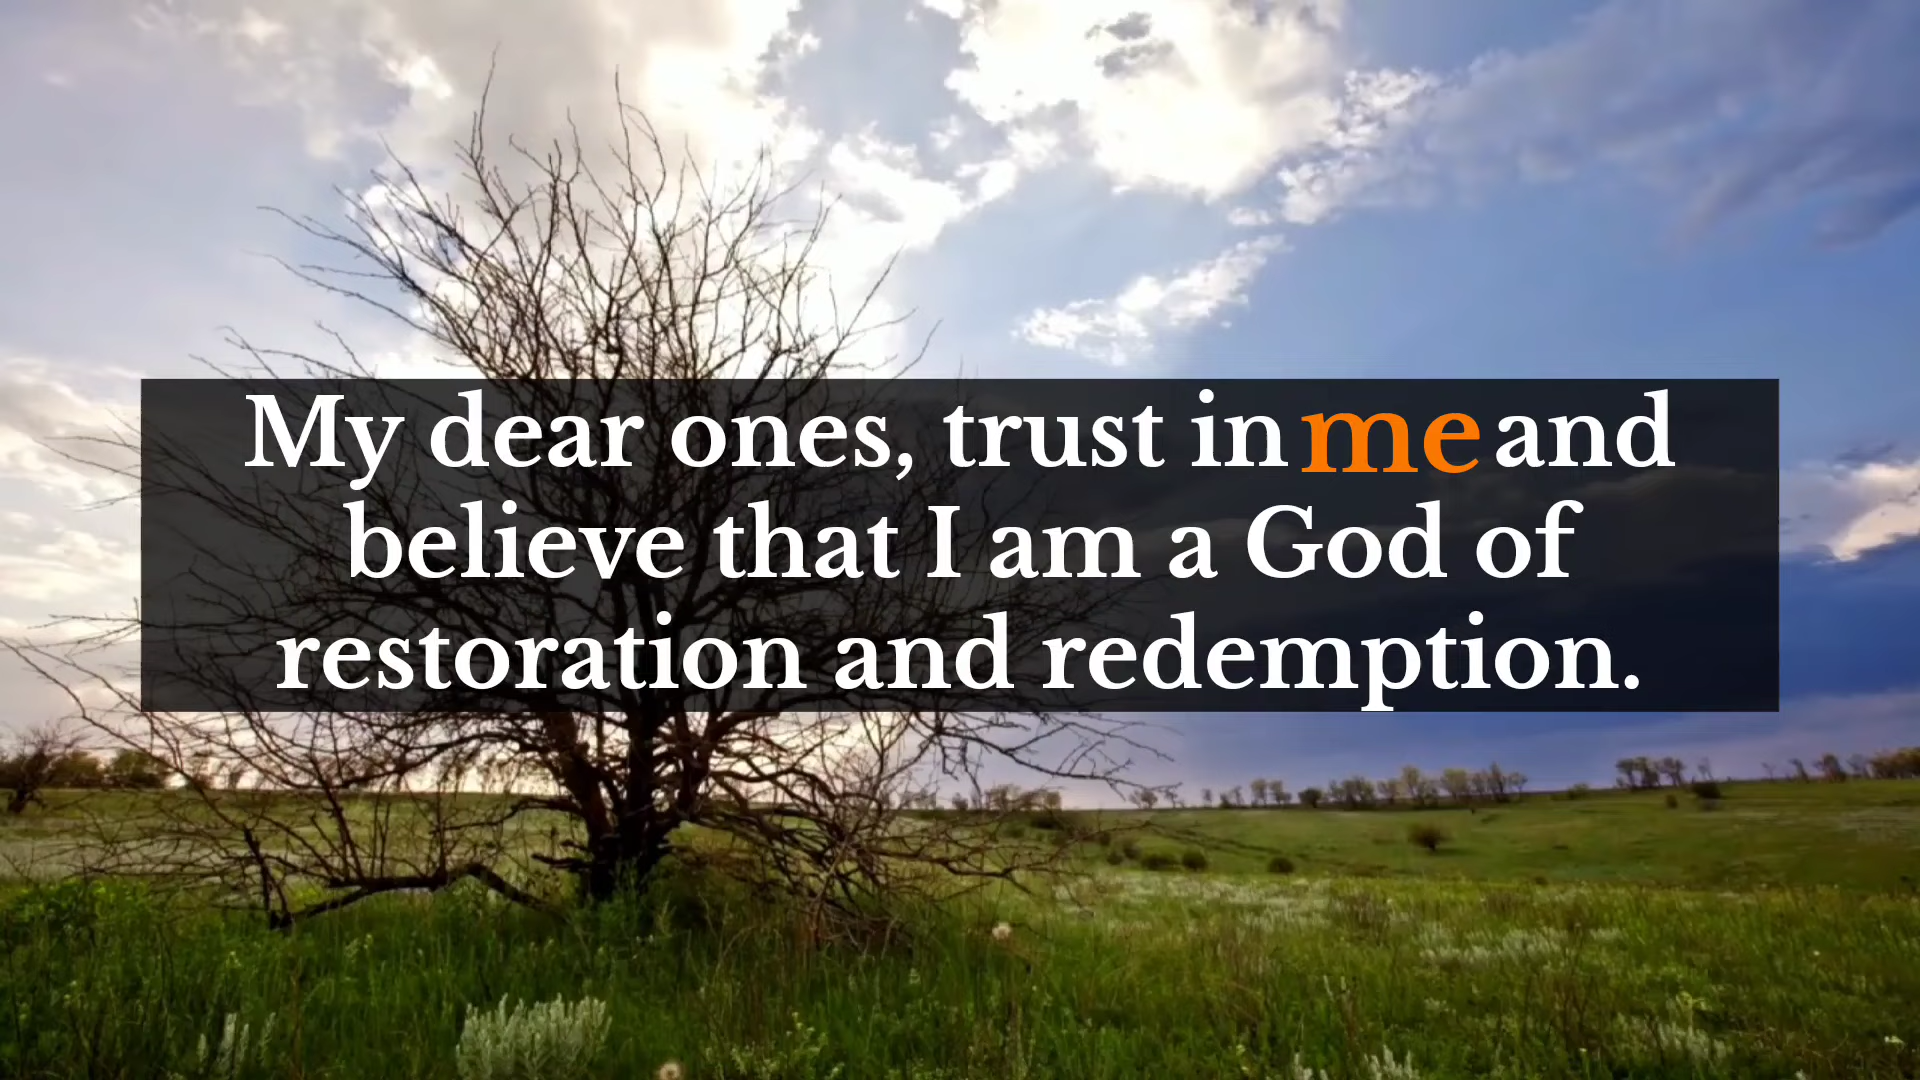 My dear ones, trust in me and
believe that I am a God of
restoration and redemption.